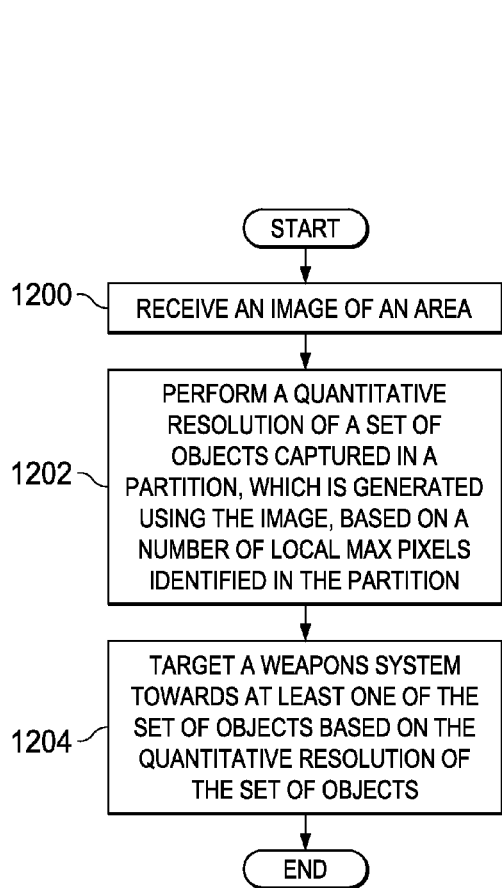 START
1200
RECEIVE AN IMAGE OF AN AREA
1202
PERFORM A QUANTITATIVE
RESOLUTION OF A SET OF
OBJECTS CAPTURED IN A
PARTITION, WHICH IS GENERATED
USING THE IMAGE, BASED ON A
NUMBER OF LOCAL MAX PIXELS
IDENTIFIED IN THE PARTITION
1204
TARGET A WEAPONS SYSTEM
TOWARDS AT LEAST ONE OF THE
SET OF OBJECTS BASED ON THE
QUANTITATIVE RESOLUTION OF
THE SET OF OBJECTS
END